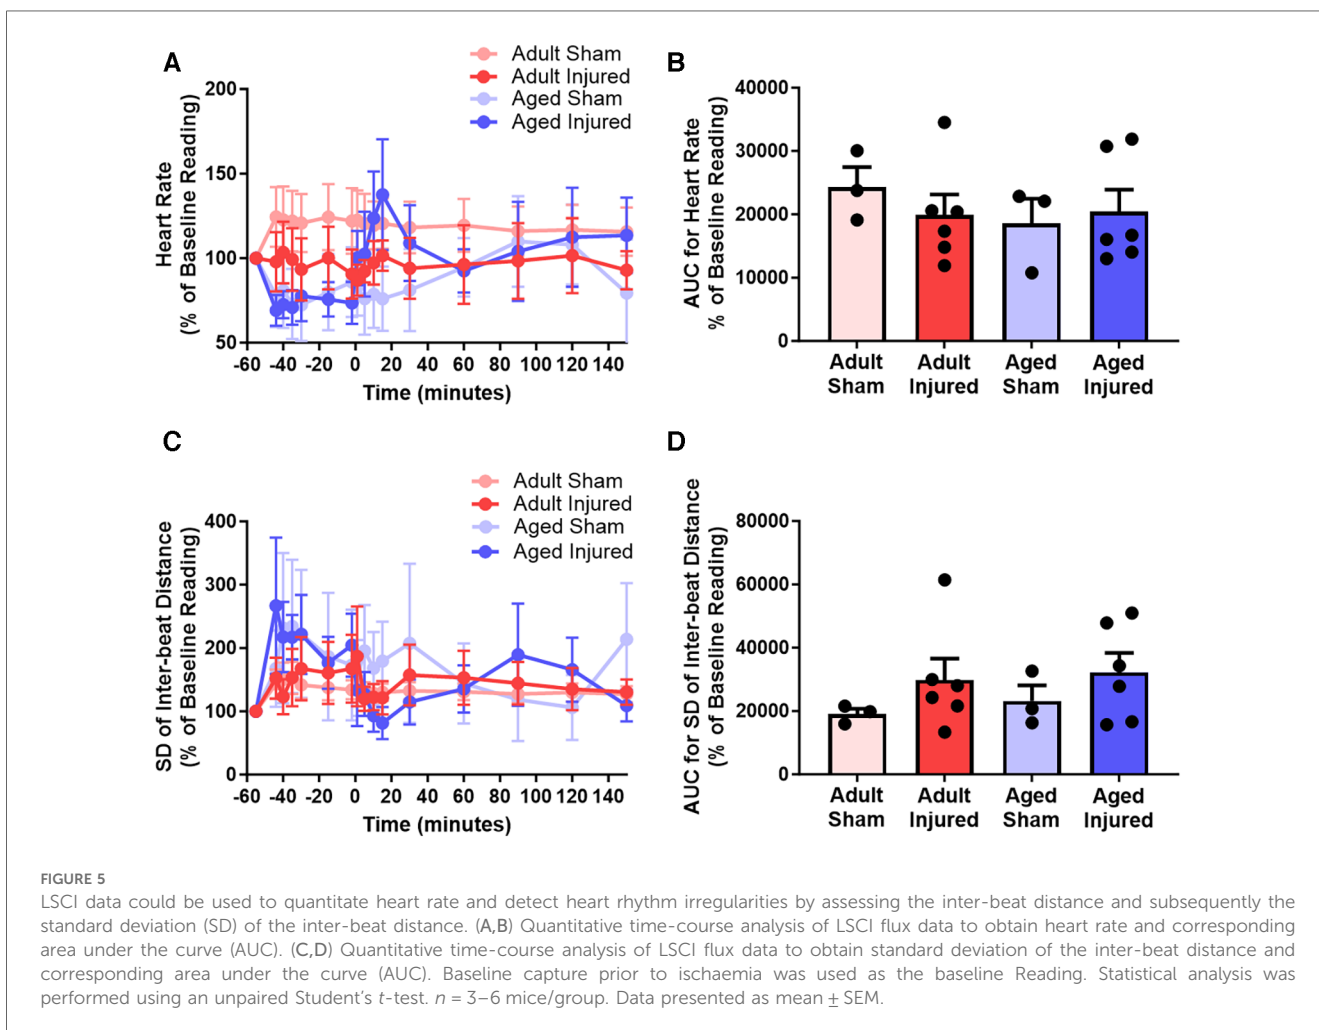 A
Adult Sham
Adult Injured
Aged Sham
Aged Injured
Heart Rate
(% of Baseline Reading)
200
150
100
50
-60 -40 -20 0 20 40 60 80 100 120 140
Time (minutes)
B
AUC for Heart Rate
% of Baseline Reading)
40000
30000
20000
10000
0
Adult Sham
Adult Injured
Aged Sham
Aged Injured
C
Adult Sham
Adult Injured
Aged Sham
Aged Injured
SD of Inter-beat Distance
(% of Baseline Reading)
400
300
200
100
0
-60 -40 -20 0 20 40 60 80 100 120 140
Time (minutes)
D
AUC for SD of Inter-beat Distance
(% of Baseline Reading)
80000
60000
40000
20000
0
Adult Sham
Adult Injured
Aged Sham
Aged Injured
FIGURE 5
LSCI data could be used to quantitate heart rate and detect heart rhythm irregularities by assessing the inter-beat distance and subsequently the
standard deviation (SD) of the inter-beat distance. (A,B) Quantitative time-course analysis of LSCI flux data to obtain heart rate and corresponding
area under the curve (AUC). (C,D) Quantitative time-course analysis of LSCI flux data to obtain standard deviation of the inter-beat distance and
corresponding area under the curve (AUC). Baseline capture prior to ischaemia was used as the baseline Reading. Statistical analysis was
performed using an unpaired Student's t-test. n = 3–6 mice/group. Data presented as mean ± SEM.